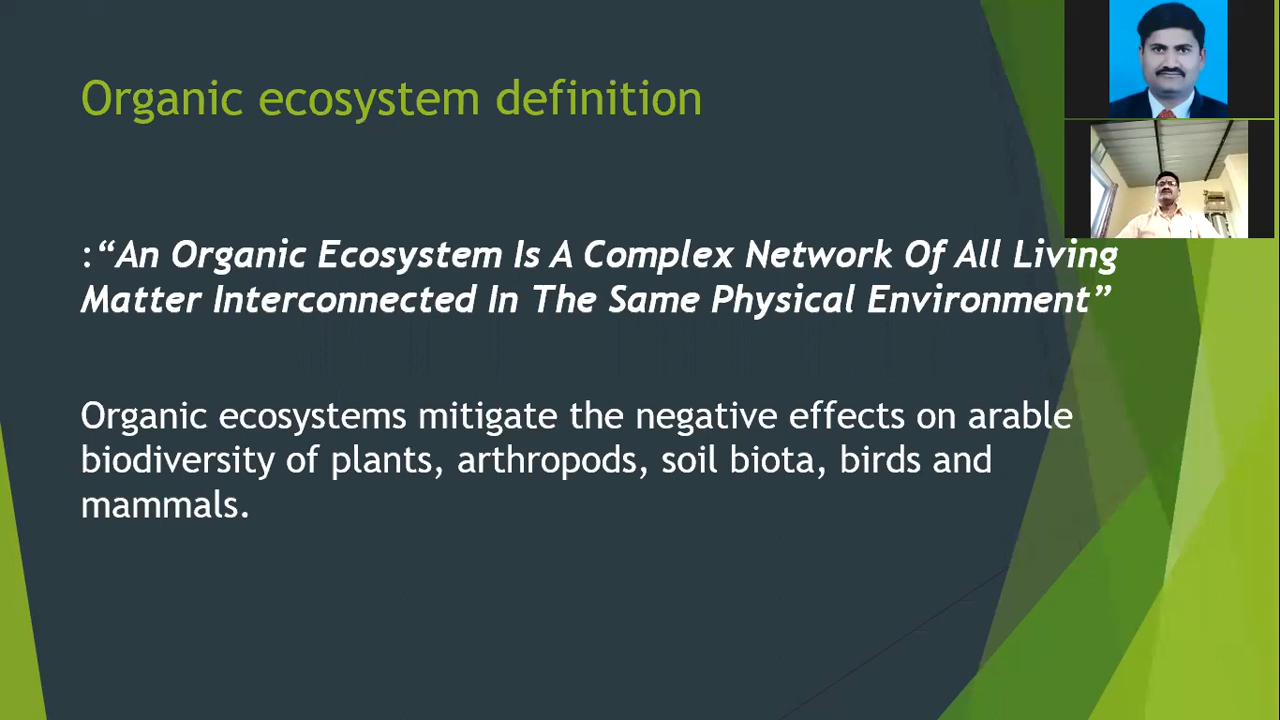 Organic ecosystem definition
:“An Organic Ecosystem Is A Complex Network Of All Living
Matter Interconnected In The Same Physical Environment”
Organic ecosystems mitigate the negative effects on arable
biodiversity of plants, arthropods, soil biota, birds and
mammals.